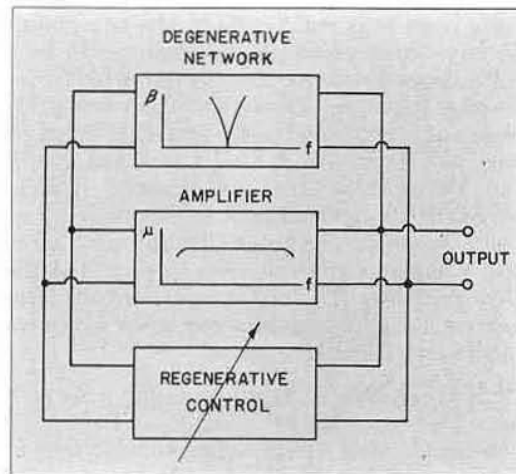 DEGENERATIVE
NETWORK
β
f
AMPLIFIER
μ
f
OUTPUT
REGENERATIVE
CONTROL